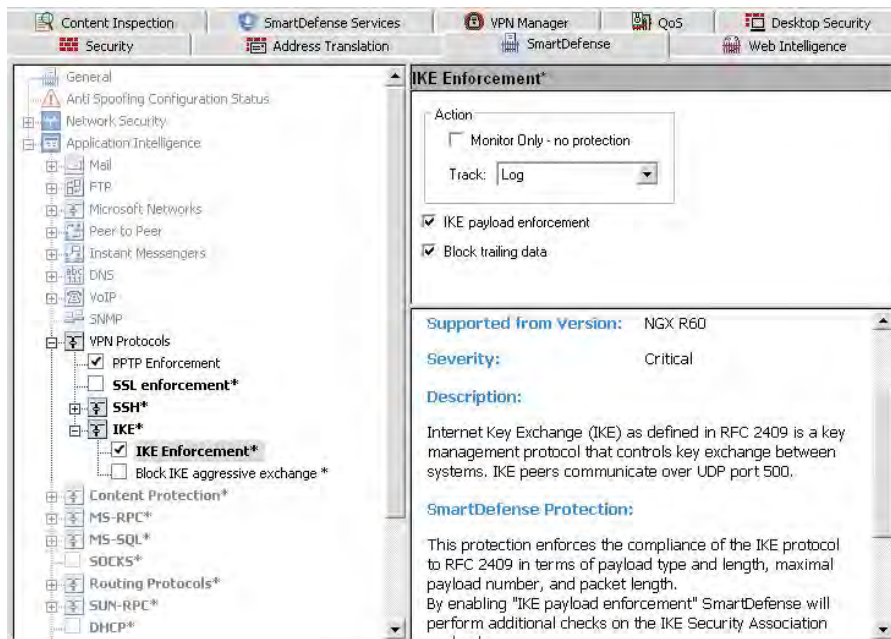 Content Inspection
SmartDefense Services
VPN Manager
QoS
Desktop Security
Security
Address Translation
SmartDefense
Web Intelligence
General
Anti Spoofing Configuration Status
Network Security
Application Intelligence
Mail
FTP
Microsoft Networks
Peer to Peer
Instant Messengers
DNS
VoIP
SNMP
VPN Protocols
PPTP Enforcement
SSL enforcement*
SSH*
IKE*
IKE Enforcement*
Block IKE aggressive exchange *
Content Protection*
MS-RPC*
MS-SQL*
SOCKS*
Routing Protocols*
SUN-RPC*
DHCP*
IKE Enforcement*
Action
Monitor Only - no protection
Track: Log
IKE payload enforcement
Block trailing data
Supported from Version: NGX R60
Severity: Critical
Description:
Internet Key Exchange (IKE) as defined in RFC 2409 is a key
management protocol that controls key exchange between
systems. IKE peers communicate over UDP port 500.
SmartDefense Protection:
This protection enforces the compliance of the IKE protocol
to RFC 2409 in terms of payload type and length, maximal
payload number, and packet length.
By enabling "IKE payload enforcement" SmartDefense will
perform additional checks on the IKE Security Association